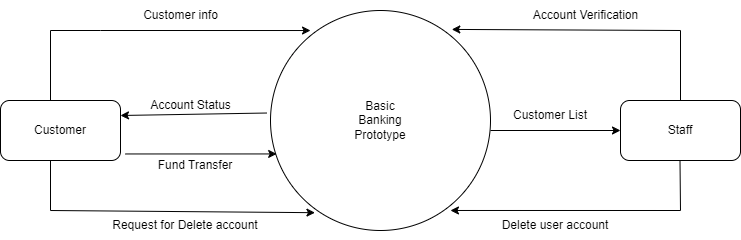 Customer info
Account Verification
Account Status
Customer
Basic
Banking
Prototype
Customer List
Staff
Fund Transfer
Request for Delete account
Delete user account